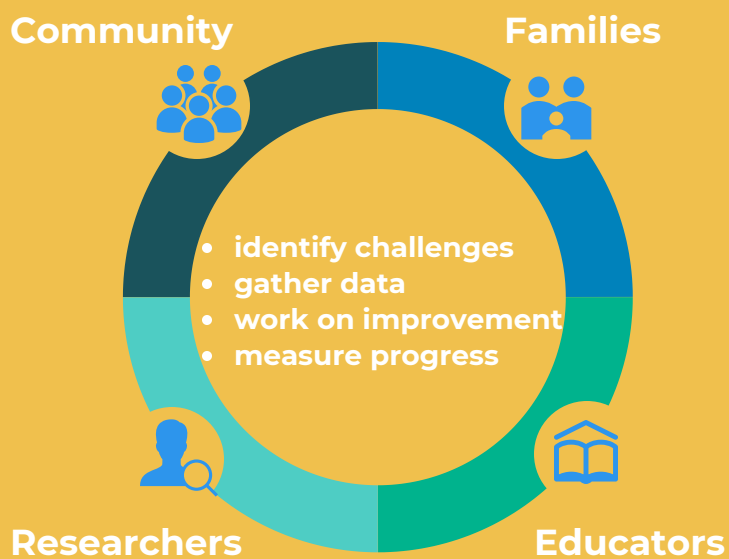 Community
Families
• identify challenges
• gather data
• work on improvement
• measure progress
Researchers
Educators